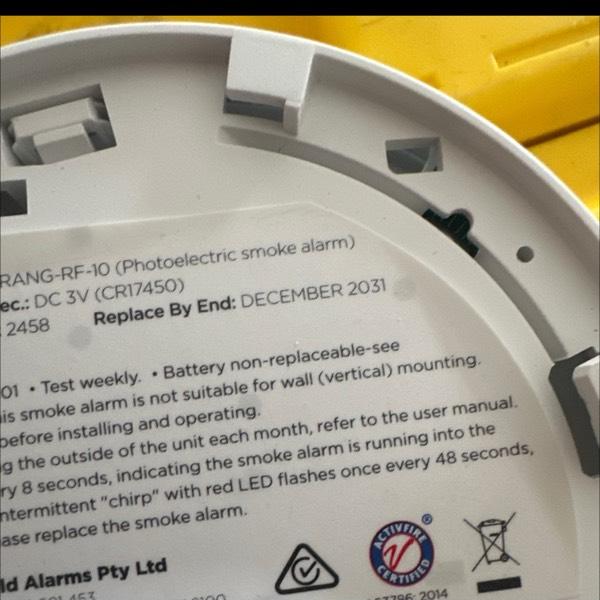 RANG-RF-10 (Photoelectric smoke alarm)
ec.: DC 3V (CR17450)
: 2458 Replace By End: DECEMBER 2031
01 • Test weekly. • Battery non-replaceable-see
is smoke alarm is not suitable for wall (vertical) mounting.
before installing and operating.
g the outside of the unit each month, refer to the user manual.
ry 8 seconds, indicating the smoke alarm is running into the
ntermittent "chirp" with red LED flashes once every 48 seconds,
ase replace the smoke alarm.
ld Alarms Pty Ltd
ACTIVFIRE ®
CERTIFIED
3786: 2014